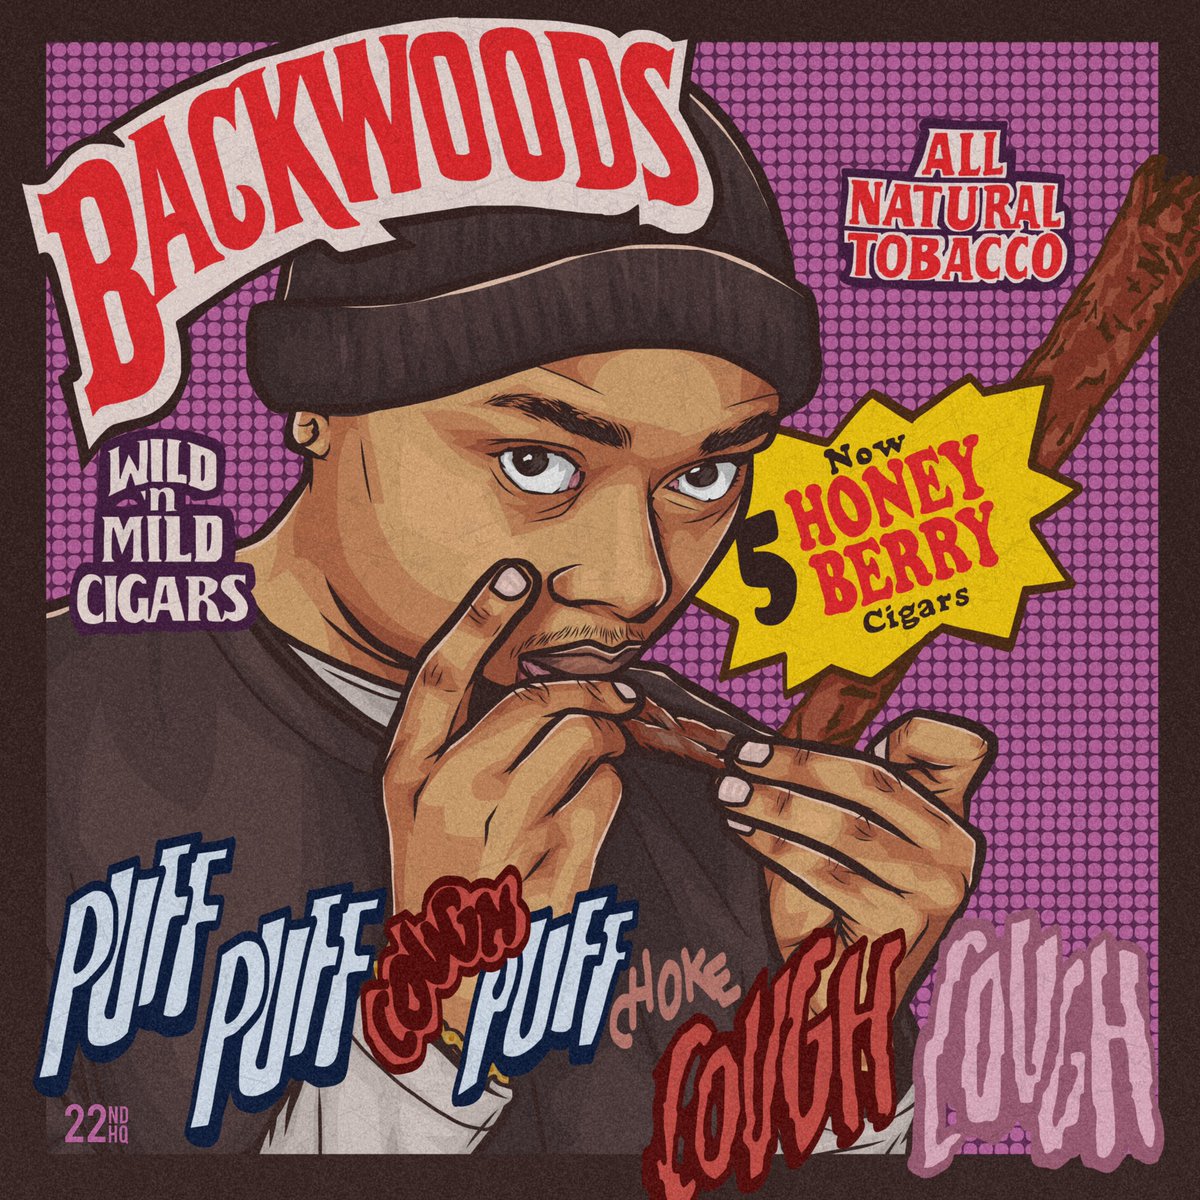 BACKWOODS
ALL
NATURAL
TOBACCO
WILD
'n
MILD
CIGARS
Now
5 HONEY
BERRY
Cigars
PUFF
PUFF
COUGH
PUFF
CHOKE
COUGH
COUGH
22ND
HQ